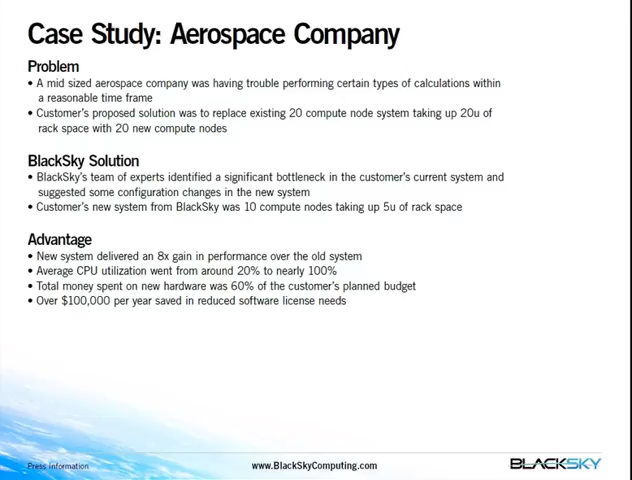 Case Study: Aerospace Company
Problem
• A mid sized aerospace company was having trouble performing certain types of calculations within
a reasonable time frame
• Customer's proposed solution was to replace existing 20 compute node system taking up 20u of
rack space with 20 new compute nodes
BlackSky Solution
• BlackSky's team of experts identified a significant bottleneck in the customer's current system and
suggested some configuration changes in the new system
• Customer's new system from BlackSky was 10 compute nodes taking up 5u of rack space
Advantage
• New system delivered an 8x gain in performance over the old system
• Average CPU utilization went from around 20% to nearly 100%
• Total money spent on new hardware was 60% of the customer's planned budget
• Over $100,000 per year saved in reduced software license needs
Press Information
www.BlackSkyComputing.com
BLACKSKY